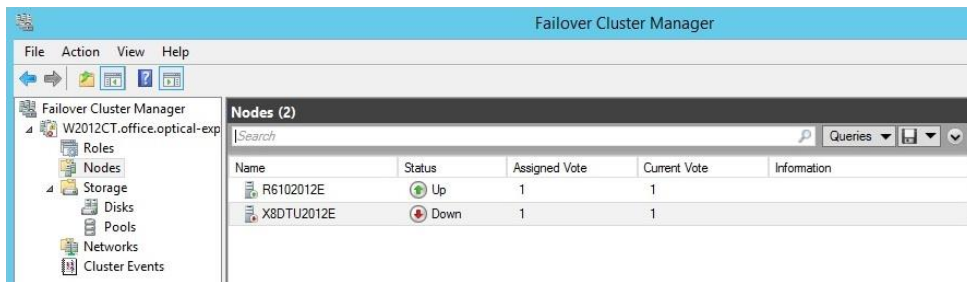 Failover Cluster Manager
File Action View Help
Failover Cluster Manager
W2012CT.office.optical-exp
Roles
Nodes
Storage
Disks
Pools
Networks
Cluster Events
Nodes (2)
Search
Queries
Name Status Assigned Vote Current Vote Information
R6102012E Up 1 1
X8DTU2012E Down 1 1